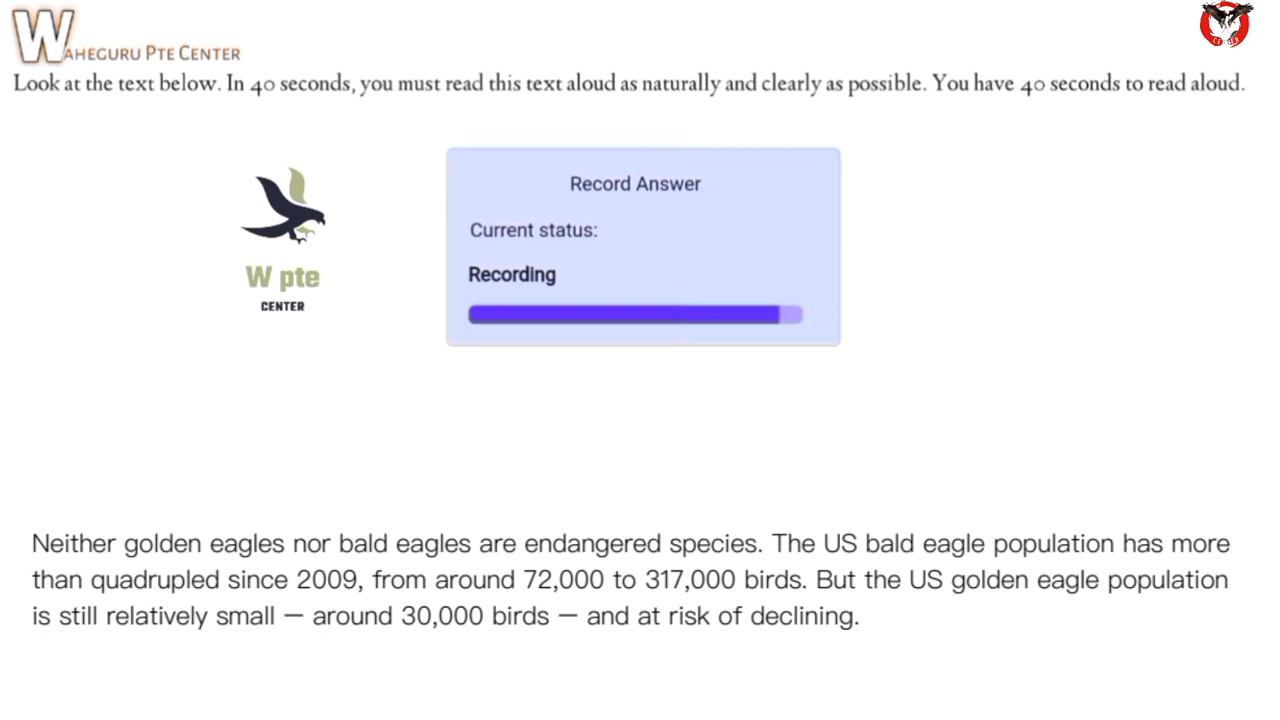 WAHEGURU PTE CENTER
Look at the text below. In 40 seconds, you must read this text aloud as naturally and clearly as possible. You have 40 seconds to read aloud.
Record Answer
Current status:
Recording
W pte
CENTER
Neither golden eagles nor bald eagles are endangered species. The US bald eagle population has more
than quadrupled since 2009, from around 72,000 to 317,000 birds. But the US golden eagle population
is still relatively small — around 30,000 birds — and at risk of declining.